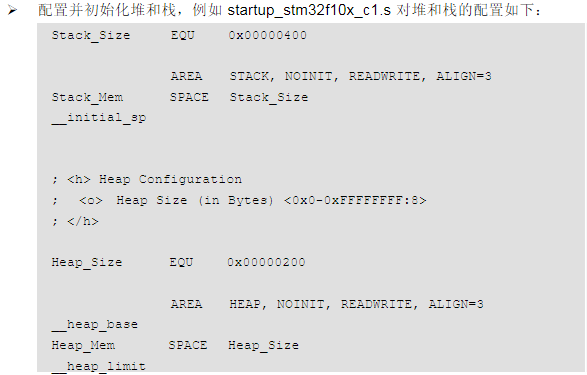 ➢ 配置并初始化堆和栈，例如 startup_stm32f10x_c1.s 对堆和栈的配置如下：
Stack_Size EQU 0x00000400
AREA STACK, NOINIT, READWRITE, ALIGN=3
Stack_Mem SPACE Stack_Size
__initial_sp
; <h> Heap Configuration
; <o> Heap Size (in Bytes) <0x0-0xFFFFFFFF:8>
; </h>
Heap_Size EQU 0x00000200
AREA HEAP, NOINIT, READWRITE, ALIGN=3
__heap_base
Heap_Mem SPACE Heap_Size
__heap_limit